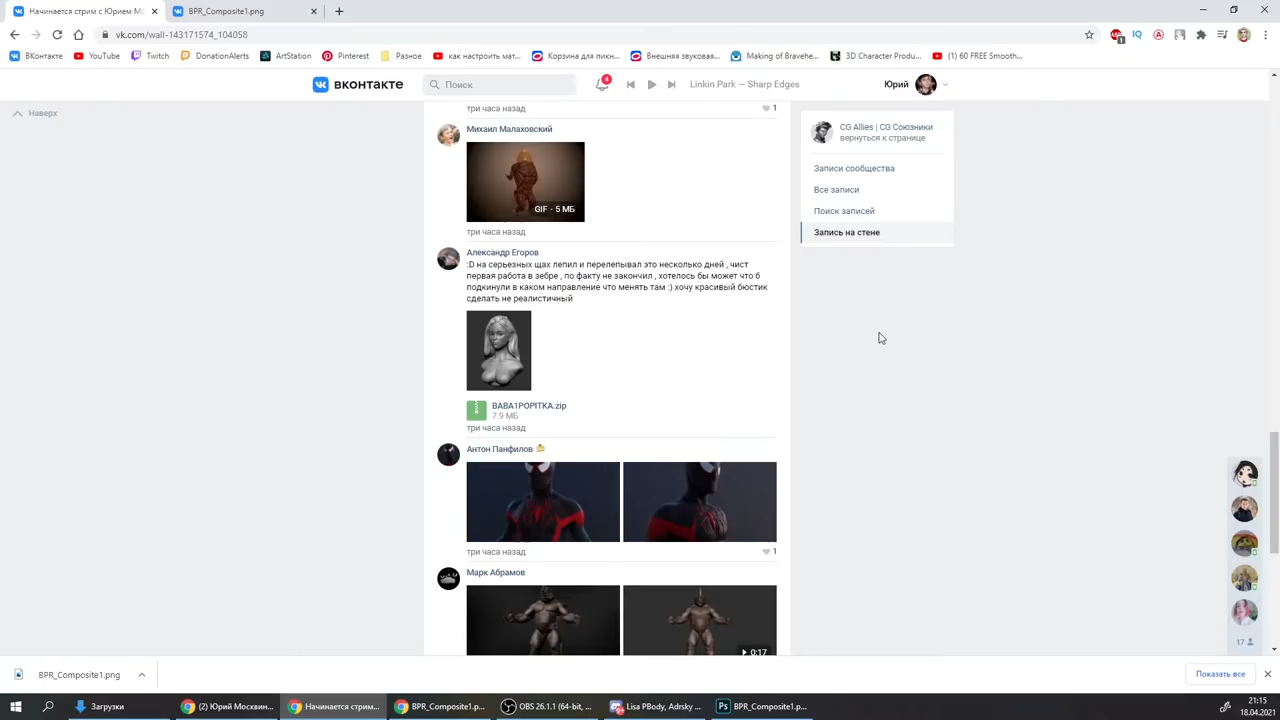 Начинается стрим с Юрием Мо
BPR_Composite1.png
vk.com/wall-143171574_104058
ВКонтакте
YouTube
Twitch
DonationAlerts
ArtStation
Pinterest
Разное
как настроить мат...
Корзина для пикн...
Внешняя звуковая...
Making of Bravehe...
3D Character Produ...
(1) 60 FREE Smooth...
вконтакте
Поиск
4
Linkin Park — Sharp Edges
Юрий
Наверх
три часа назад
1
Михаил Малаховский
GIF · 5 МБ
три часа назад
Александр Егоров
:D на серьезных щах лепил и перелепывал это несколько дней , чист
первая работа в зебре , по факту не закончил , хотелось бы может что б
подкинули в каком направление что менять там :) хочу красивый бюстик
сделать не реалистичный
BABA1POPITKA.zip
7.9 МБ
три часа назад
Антон Панфилов
три часа назад
1
Марк Абрамов
0:17
CG Allies | CG Союзники
вернуться к странице
Записи сообщества
Все записи
Поиск записей
Запись на стене
17
BPR_Composite1.png
Показать все
Загрузки
(2) Юрий Москвин...
Начинается стрим...
BPR_Composite1.p...
OBS 26.1.1 (64-bit, ...
Lisa PBody, Adrsky ...
BPR_Composite1.p...
21:15
18.04.2021